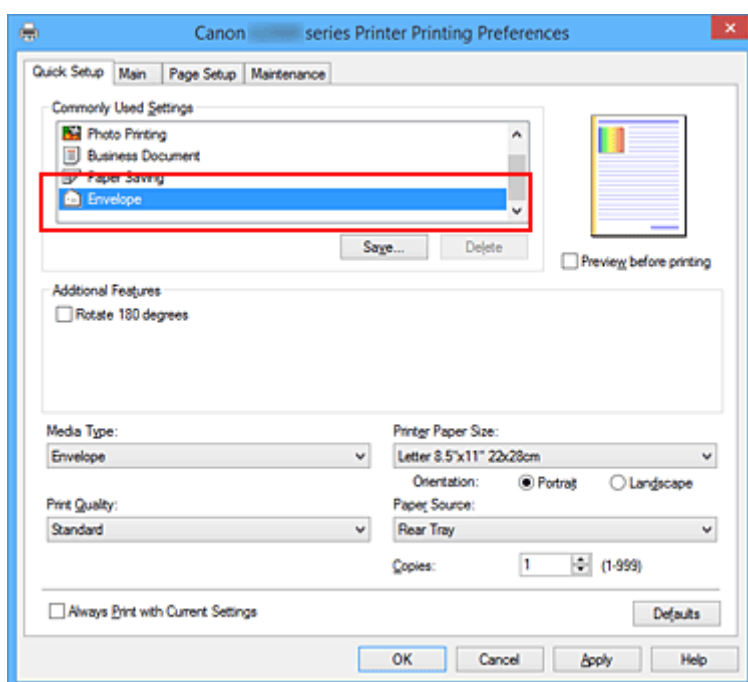 Canon series Printer Printing Preferences
Quick Setup Main Page Setup Maintenance
Commonly Used Settings
Photo Printing
Business Document
Paper Saving
Envelope
Save... Delete
Preview before printing
Additional Features
Rotate 180 degrees
Media Type: Printer Paper Size:
Envelope Letter 8.5"x11" 22x28cm
Orientation: Portrait Landscape
Print Quality: Paper Source:
Standard Rear Tray
Copies: 1 (1-999)
Always Print with Current Settings Defaults
OK Cancel Apply Help